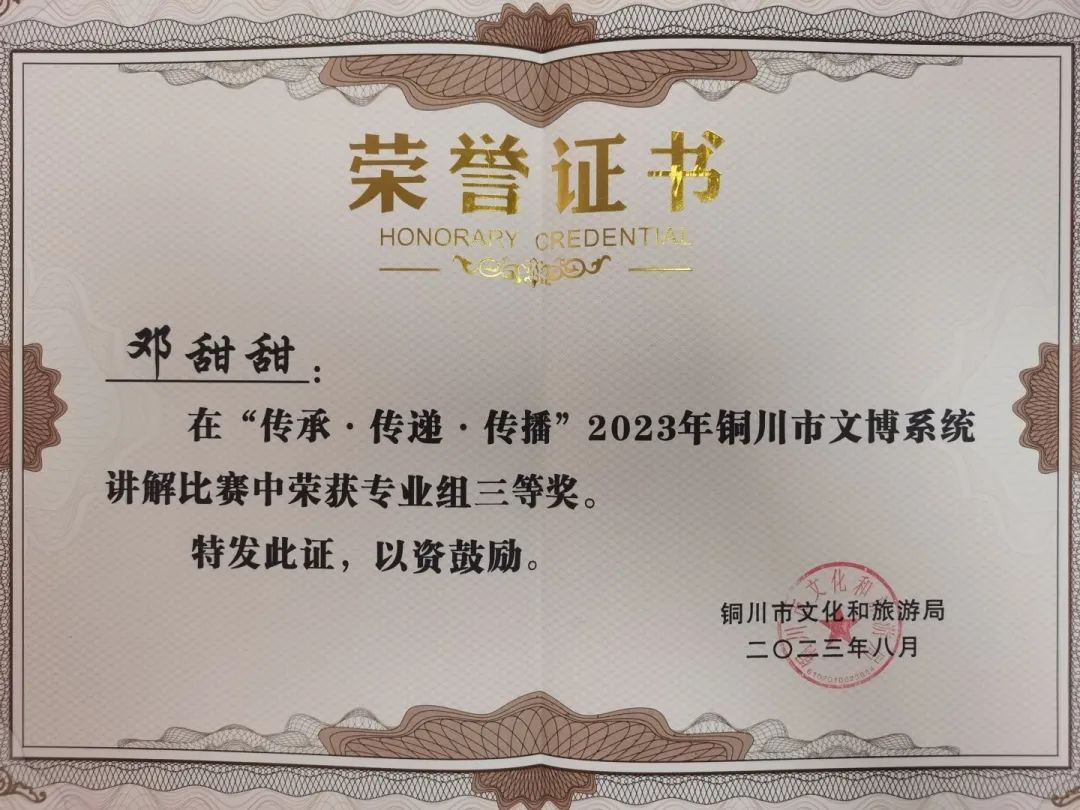 荣誉证书
HONORARY CREDENTIAL
邓甜甜：
在“传承·传递·传播”2023年铜川市文博系统
讲解比赛中荣获专业组三等奖。
特发此证，以资鼓励。
铜川市文化和旅游局
二〇二三年八月